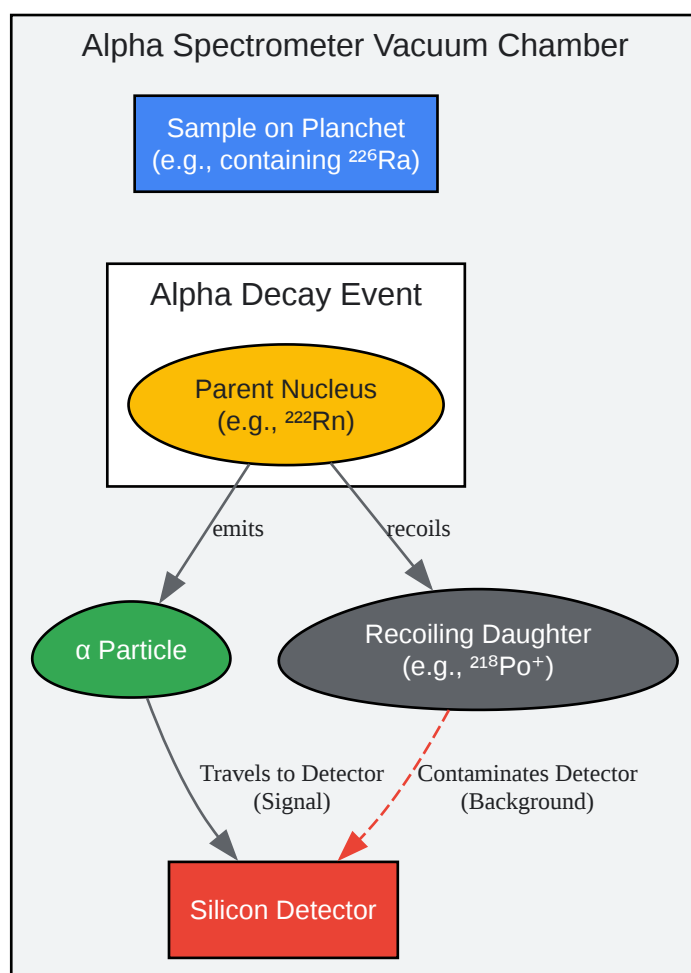 Alpha Spectrometer Vacuum Chamber
Sample on Planchet
(e.g., containing ²²⁶Ra)
Alpha Decay Event
Parent Nucleus
(e.g., ²²²Rn)
emits
recoils
α Particle
Recoiling Daughter
(e.g., ²¹⁸Po⁺)
Travels to Detector
(Signal)
Contaminates Detector
(Background)
Silicon Detector